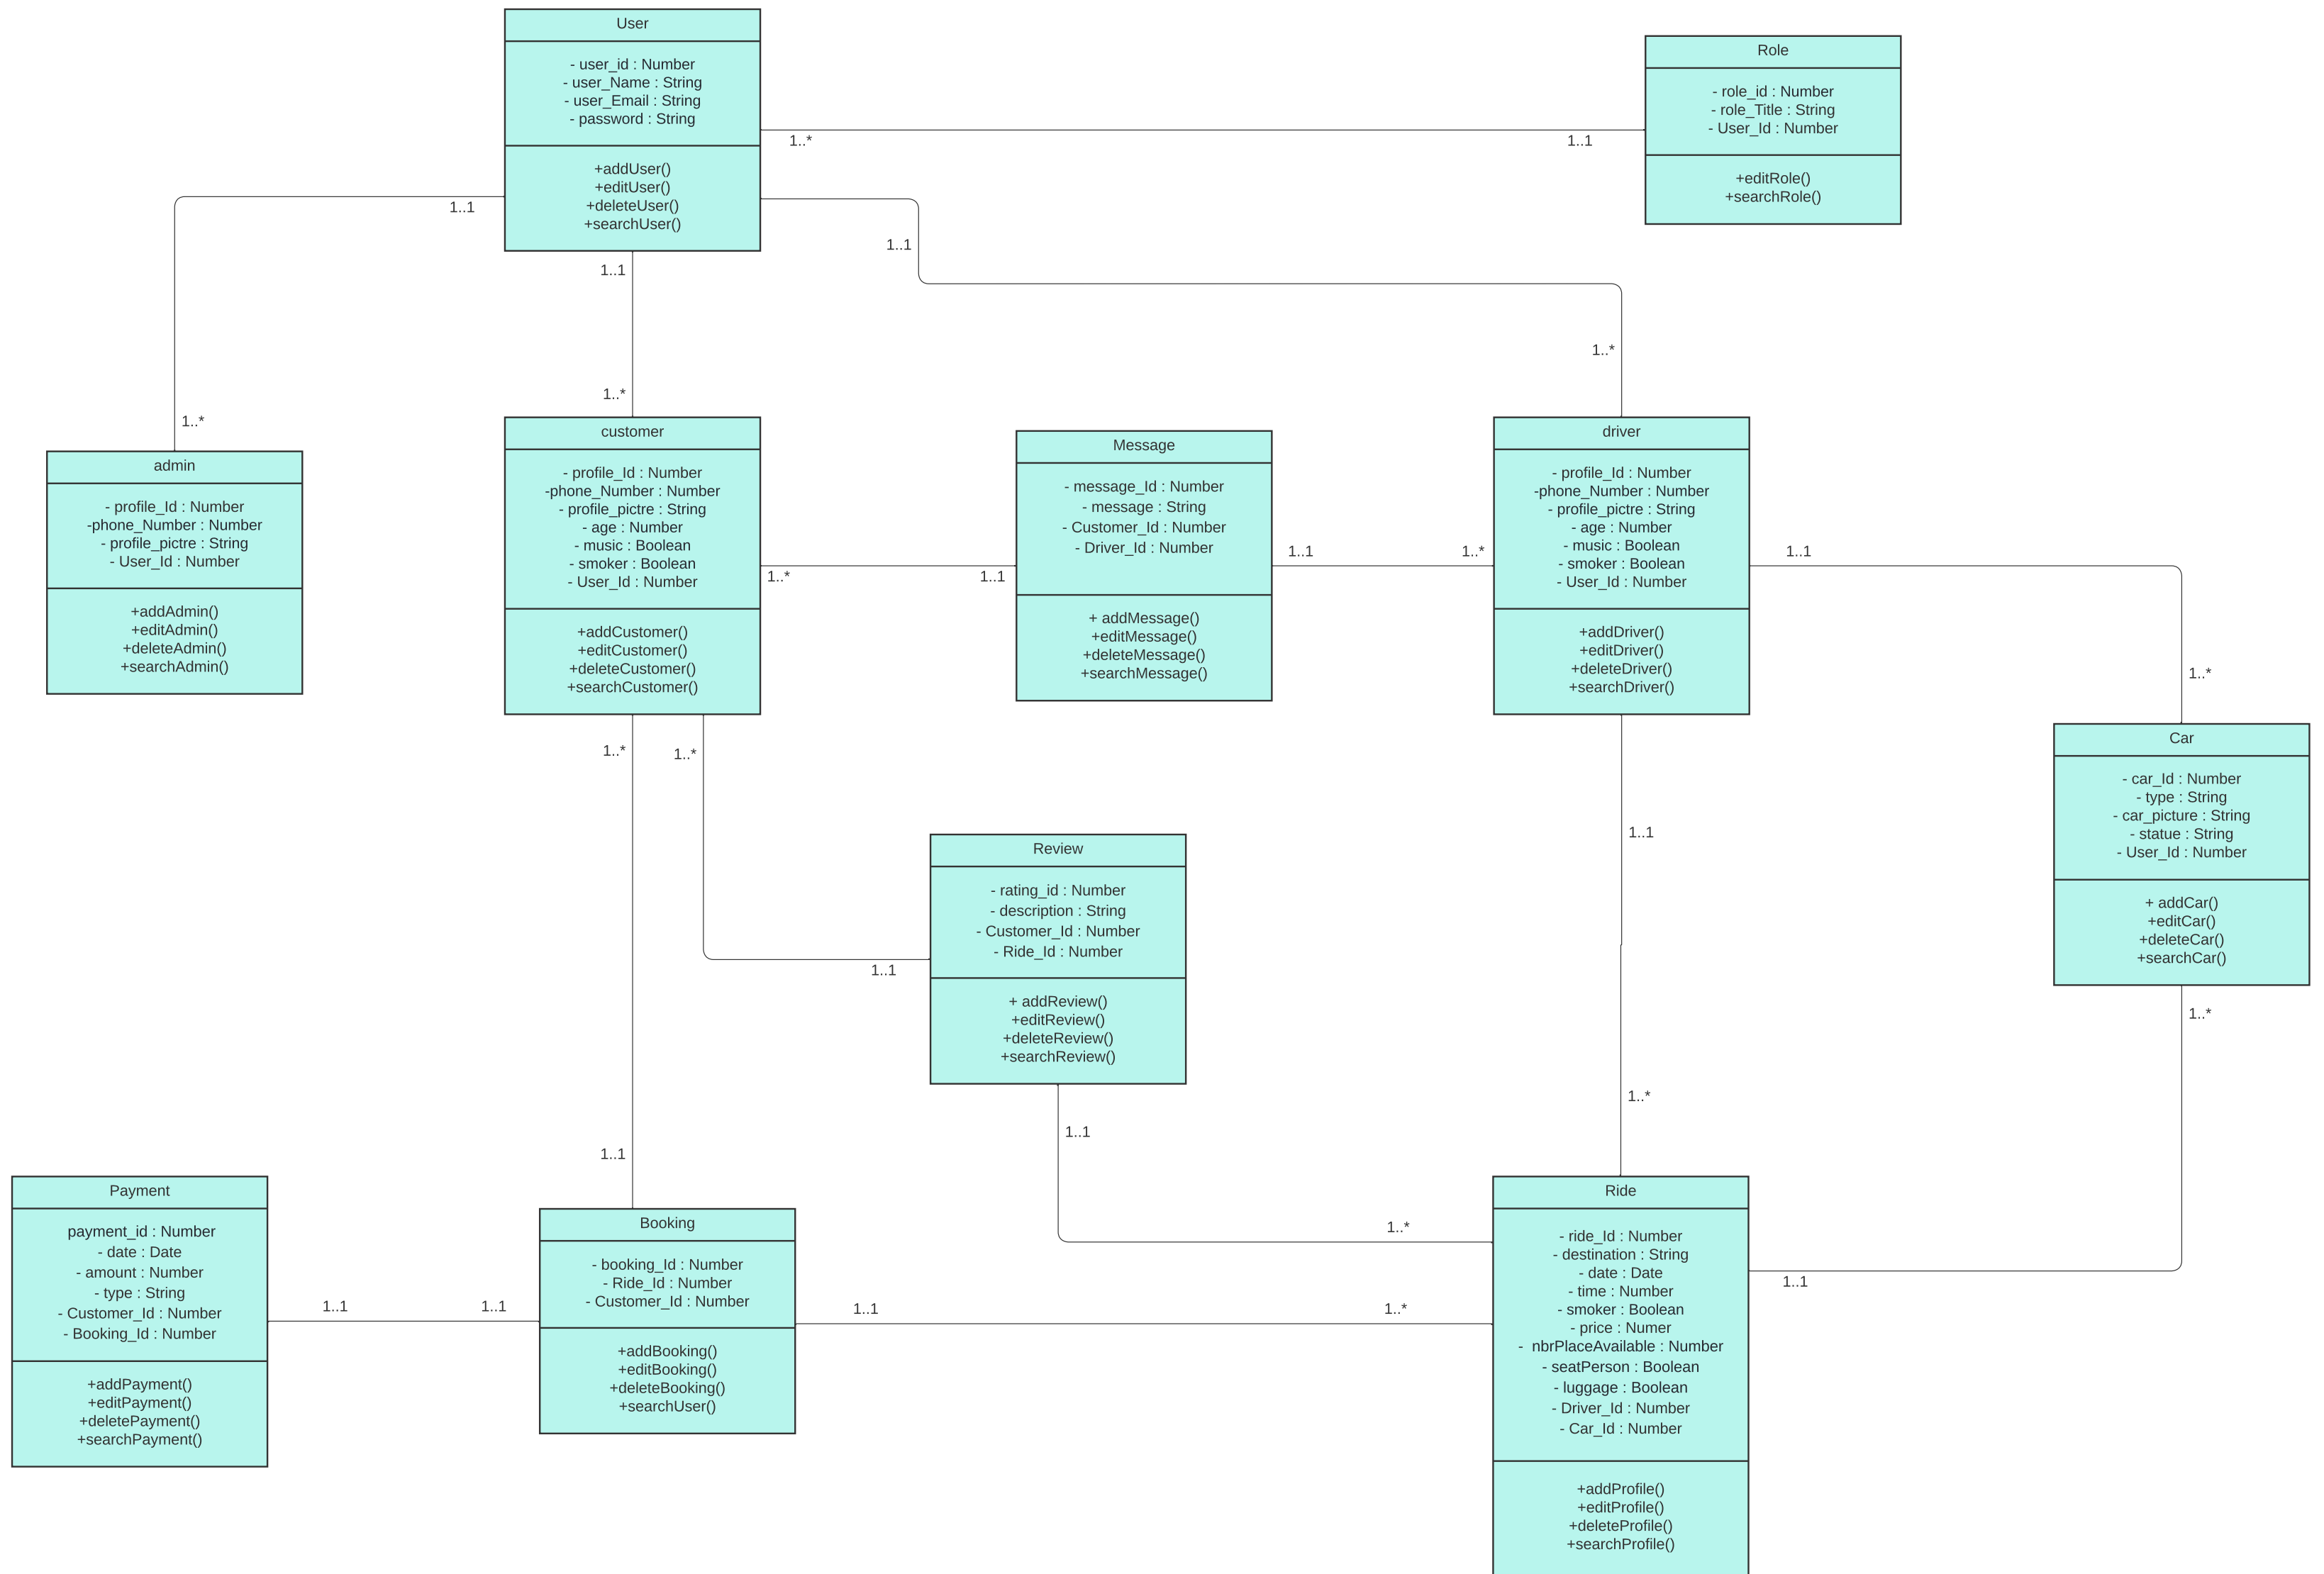 User
- user_id : Number
- user_Name : String
- user_Email : String
- password : String
+addUser()
+editUser()
+deleteUser()
+searchUser()
Role
- role_id : Number
- role_Title : String
- User_Id : Number
+editRole()
+searchRole()
1..*
1..1
1..1
1..1
1..1
1..*
1..*
1..*
admin
- profile_Id : Number
-phone_Number : Number
- profile_pictre : String
- User_Id : Number
+addAdmin()
+editAdmin()
+deleteAdmin()
+searchAdmin()
customer
- profile_Id : Number
-phone_Number : Number
- profile_pictre : String
- age : Number
- music : Boolean
- smoker : Boolean
- User_Id : Number
+addCustomer()
+editCustomer()
+deleteCustomer()
+searchCustomer()
1..*
1..1
Message
- message_Id : Number
- message : String
- Customer_Id : Number
- Driver_Id : Number
+ addMessage()
+editMessage()
+deleteMessage()
+searchMessage()
1..1
1..*
driver
- profile_Id : Number
-phone_Number : Number
- profile_pictre : String
- age : Number
- music : Boolean
- smoker : Boolean
- User_Id : Number
+addDriver()
+editDriver()
+deleteDriver()
+searchDriver()
1..1
1..*
Car
- car_Id : Number
- type : String
- car_picture : String
- statue : String
- User_Id : Number
+ addCar()
+editCar()
+deleteCar()
+searchCar()
1..*
1..*
1..1
1..*
Review
- rating_id : Number
- description : String
- Customer_Id : Number
- Ride_Id : Number
+ addReview()
+editReview()
+deleteReview()
+searchReview()
1..1
1..1
1..*
1..1
1..*
1..1
Payment
payment_id : Number
- date : Date
- amount : Number
- type : String
- Customer_Id : Number
- Booking_Id : Number
+addPayment()
+editPayment()
+deletePayment()
+searchPayment()
1..1
1..1
Booking
- booking_Id : Number
- Ride_Id : Number
- Customer_Id : Number
+addBooking()
+editBooking()
+deleteBooking()
+searchUser()
1..1
1..*
Ride
- ride_Id : Number
- destination : String
- date : Date
- time : Number
- smoker : Boolean
- price : Numer
- nbrPlaceAvailable : Number
- seatPerson : Boolean
- luggage : Boolean
- Driver_Id : Number
- Car_Id : Number
+addProfile()
+editProfile()
+deleteProfile()
+searchProfile()
1..1